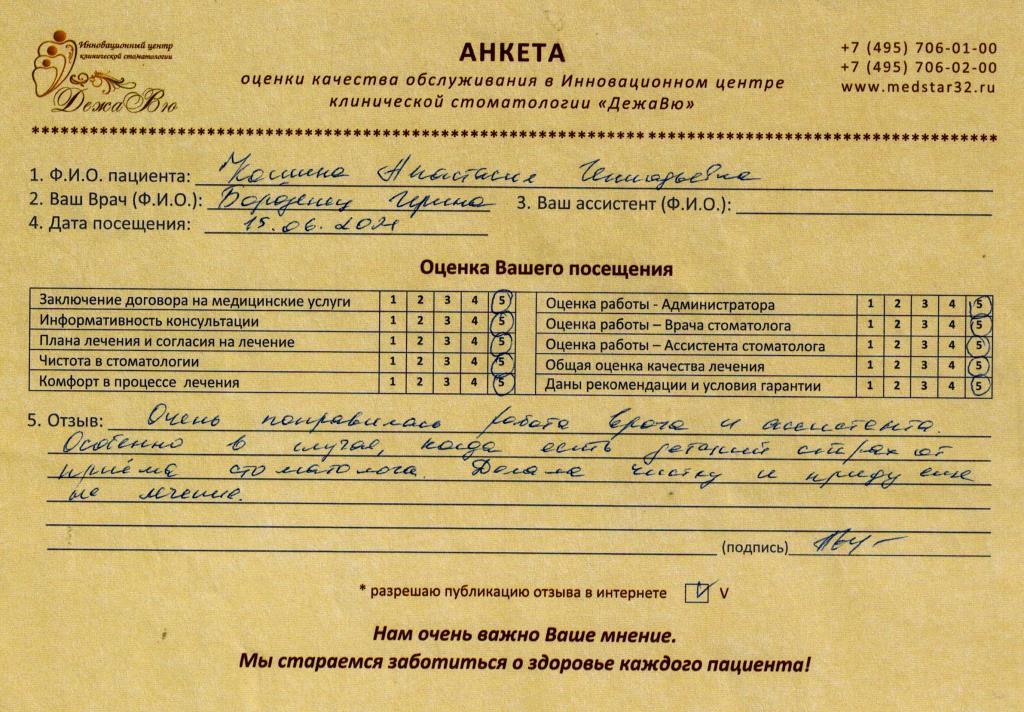 Инновационный центр
клинической стоматологии
ДежаВю
АНКЕТА
оценки качества обслуживания в Инновационном центре
клинической стоматологии «ДежаВю»
+7 (495) 706-01-00
+7 (495) 706-02-00
www.medstar32.ru
1. Ф.И.О. пациента: Анастасия Геннадьевна
2. Ваш Врач (Ф.И.О.): Бороденец Ирина 3. Ваш ассистент (Ф.И.О.):
4. Дата посещения: 15.06.2021
Оценка Вашего посещения
Заключение договора на медицинские услуги 1 2 3 4 5
Информативность консультации 1 2 3 4 5
Плана лечения и согласия на лечение 1 2 3 4 5
Чистота в стоматологии 1 2 3 4 5
Комфорт в процессе лечения 1 2 3 4 5
Оценка работы - Администратора 1 2 3 4 5
Оценка работы – Врача стоматолога 1 2 3 4 5
Оценка работы – Ассистента стоматолога 1 2 3 4 5
Общая оценка качества лечения 1 2 3 4 5
Даны рекомендации и условия гарантии 1 2 3 4 5
5. Отзыв: Очень понравилась работа врача и ассистента.
Особенно в случае, когда есть детский страх от
приёма стоматолога. Делала чистку и приду еще
на лечение.
(подпись)
* разрешаю публикацию отзыва в интернете V
Нам очень важно Ваше мнение.
Мы стараемся заботиться о здоровье каждого пациента!